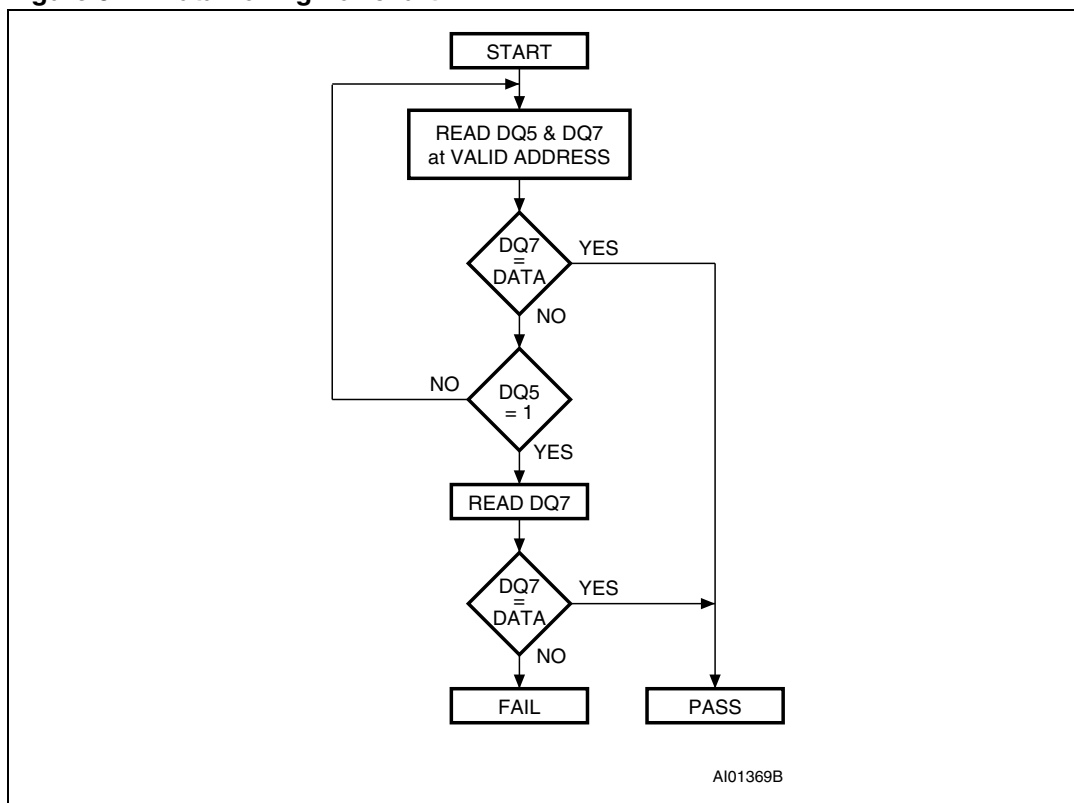 START
READ DQ5 & DQ7
at VALID ADDRESS
DQ7
=
DATA
YES
NO
DQ5
= 1
NO
YES
READ DQ7
DQ7
=
DATA
YES
NO
FAIL
PASS
AI01369B